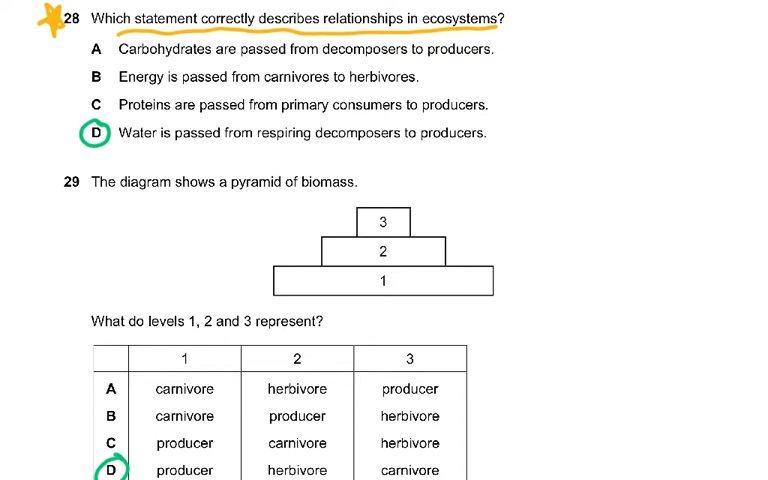 28 Which statement correctly describes relationships in ecosystems?
A Carbohydrates are passed from decomposers to producers.
B Energy is passed from carnivores to herbivores.
C Proteins are passed from primary consumers to producers.
D Water is passed from respiring decomposers to producers.
29 The diagram shows a pyramid of biomass.
3
2
1
What do levels 1, 2 and 3 represent?
1 2 3
A carnivore herbivore producer
B carnivore producer herbivore
C producer carnivore herbivore
D producer herbivore carnivore